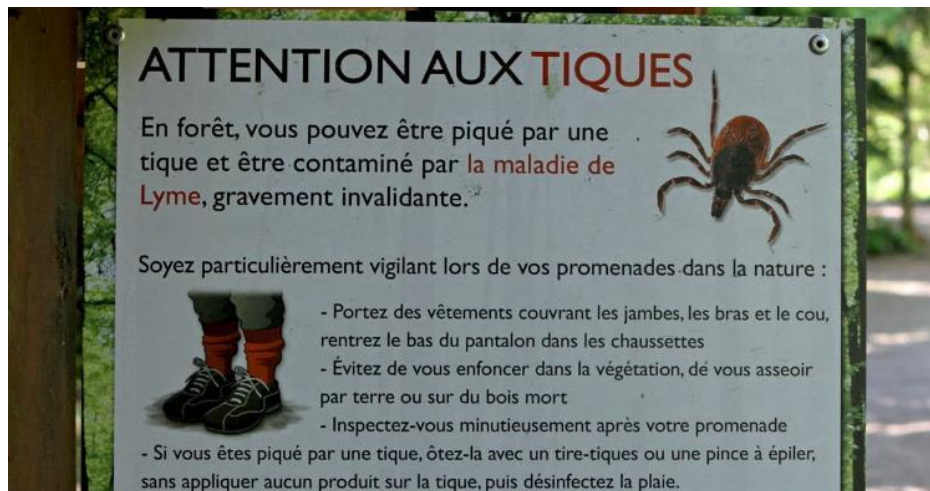 ATTENTION AUX TIQUES
En forêt, vous pouvez être piqué par une
tique et être contaminé par la maladie de
Lyme, gravement invalidante.
Soyez particulièrement vigilant lors de vos promenades dans la nature :
- Portez des vêtements couvrant les jambes, les bras et le cou,
rentrez le bas du pantalon dans les chaussettes
- Évitez de vous enfoncer dans la végétation, de vous asseoir
par terre ou sur du bois mort
- Inspectez-vous minutieusement après votre promenade
- Si vous êtes piqué par une tique, ôtez-la avec un tire-tiques ou une pince à épiler,
sans appliquer aucun produit sur la tique, puis désinfectez la plaie.